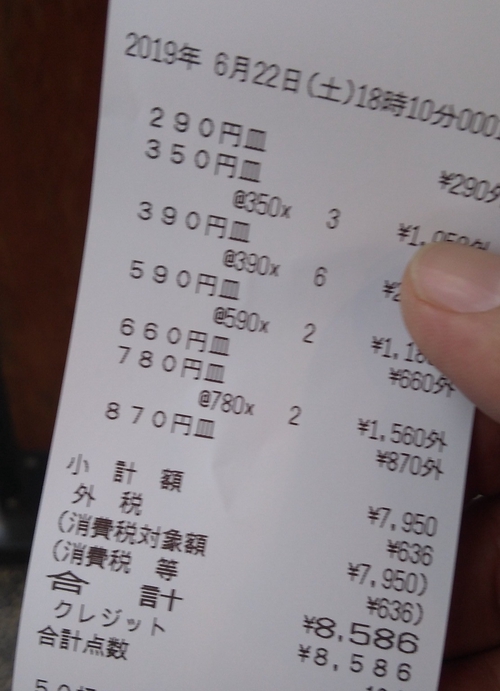 2019年 6月22日(土)18時10分000
290円皿 ¥290外
350円皿
@350x 3
390円皿
@390x 6
590円皿
@590x 2
660円皿 ¥660外
780円皿
@780x 2 ¥1,560外
870円皿 ¥870外
小 計 額 ¥7,950
外 税 ¥636
(消費税対象額 ¥7,950)
(消費税 等 ¥636)
合 計 ¥8,586
クレジット ¥8,586
合計点数